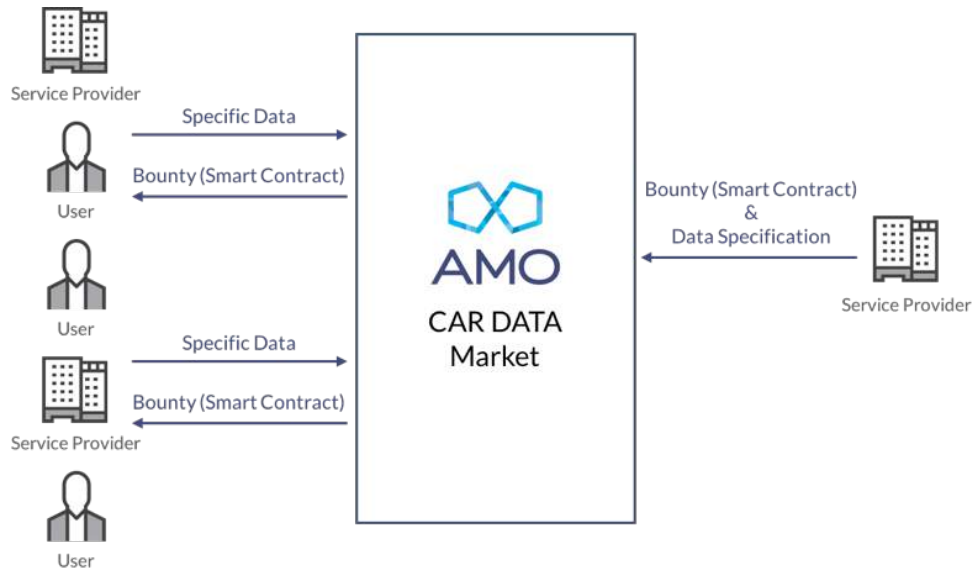 Service Provider
Specific Data
Bounty (Smart Contract)
User
User
Specific Data
Bounty (Smart Contract)
Service Provider
User
AMO
CAR DATA
Market
Bounty (Smart Contract)
&
Data Specification
Service Provider